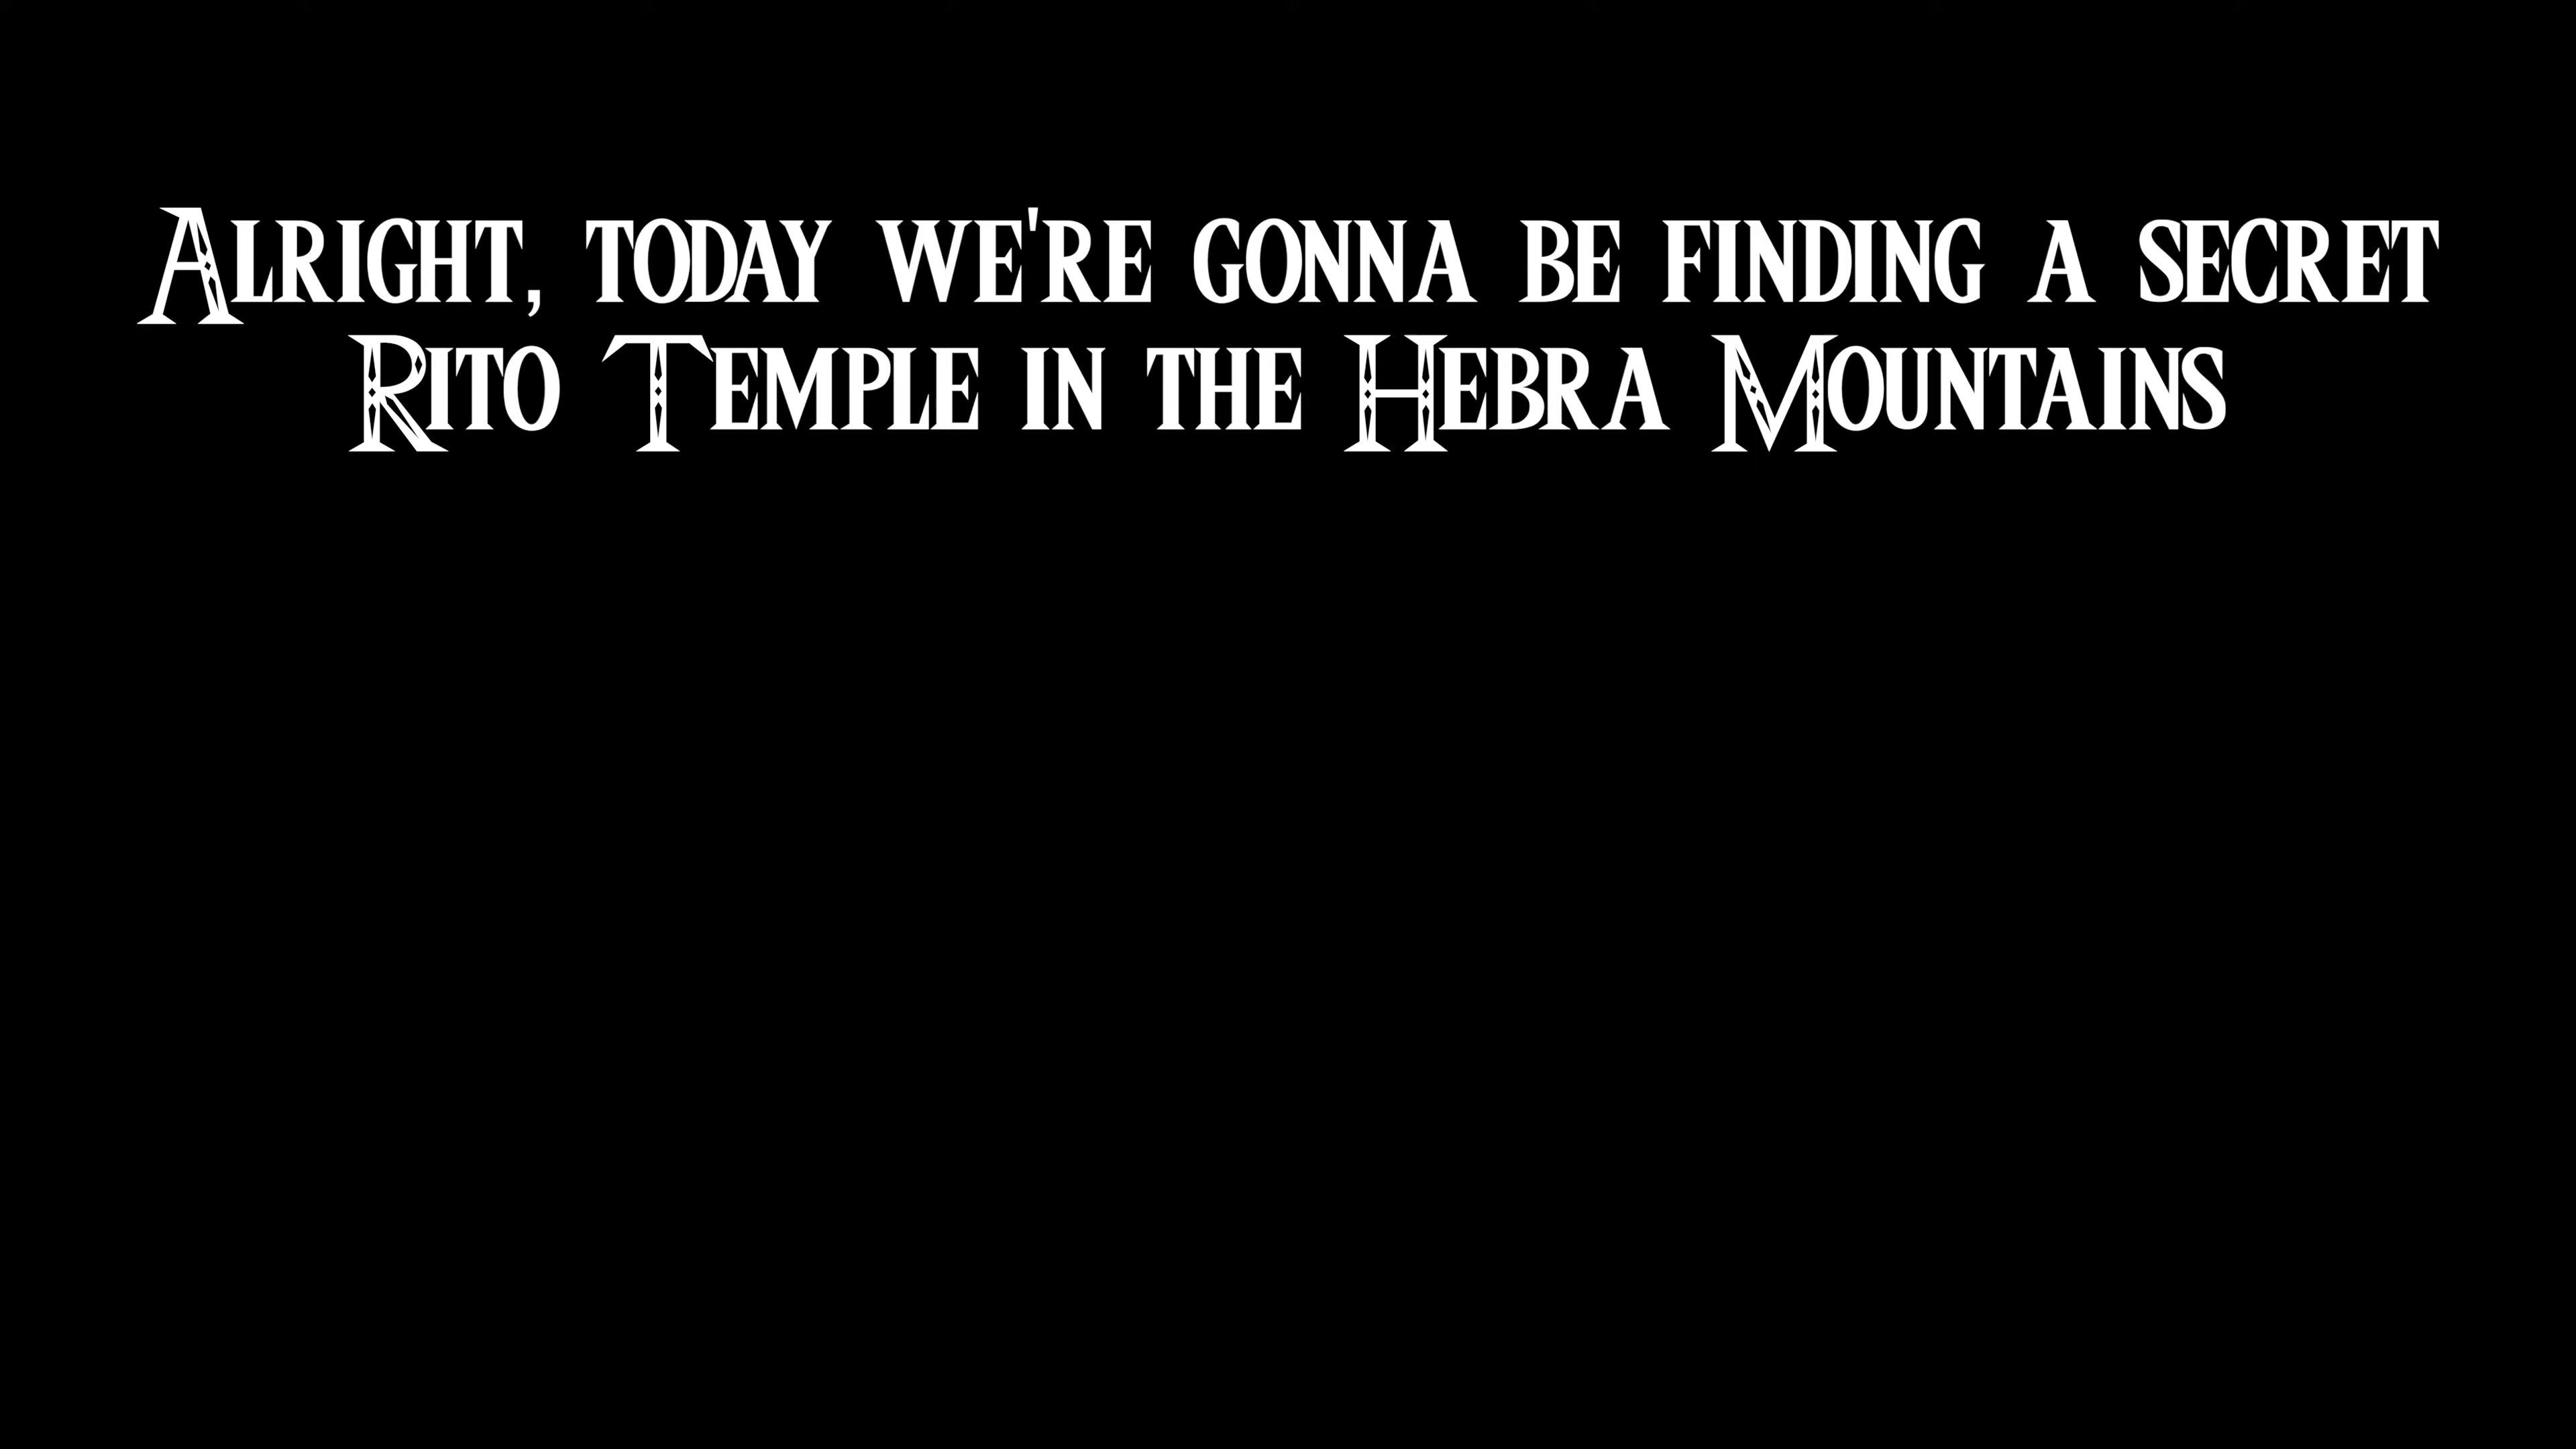 Alright, today we're gonna be finding a secret
Rito Temple in the Hebra Mountains